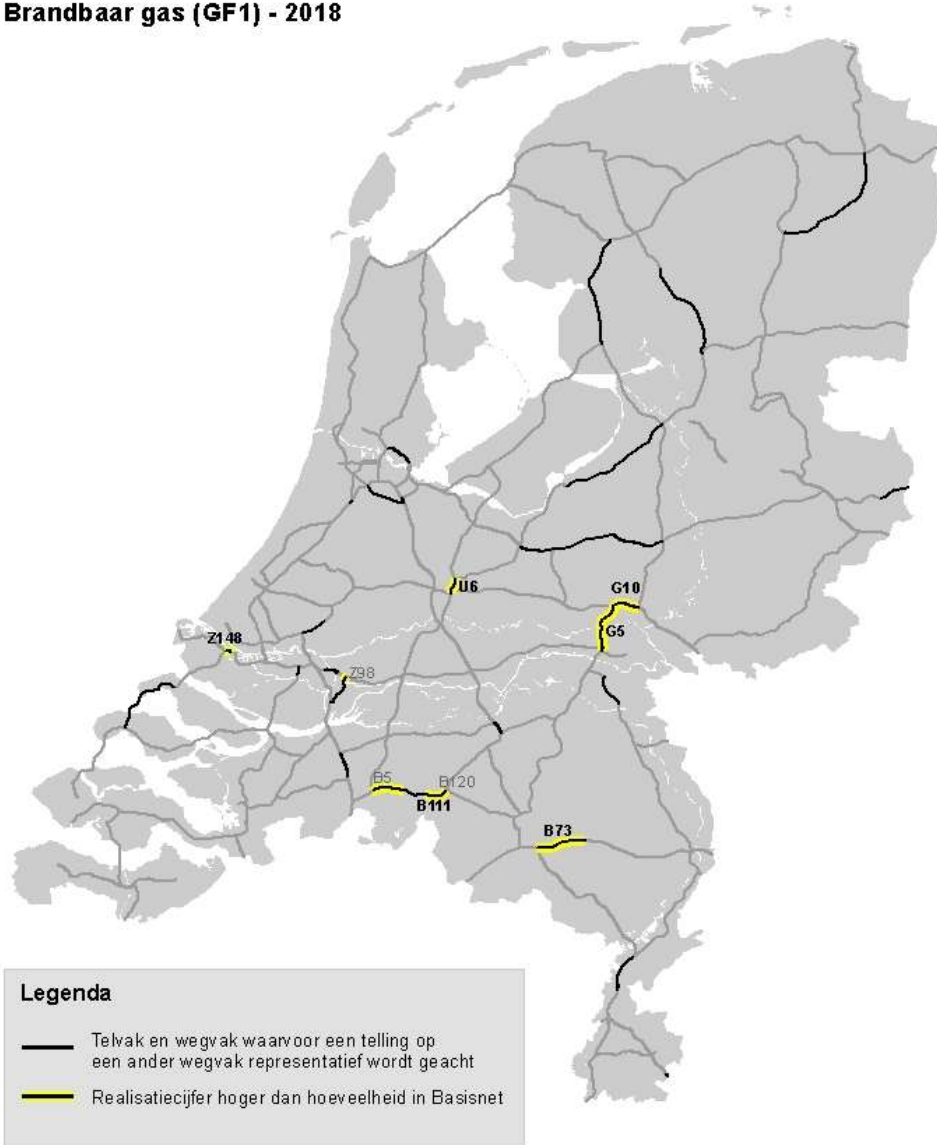 Brandbaar gas (GF1) - 2018
U6
G10
G5
Z148
Z98
B5
B120
B111
B73
Legenda
Telvak en wegvak waarvoor een telling op
een ander wegvak representatief wordt geacht
Realisatiecijfer hoger dan hoeveelheid in Basisnet